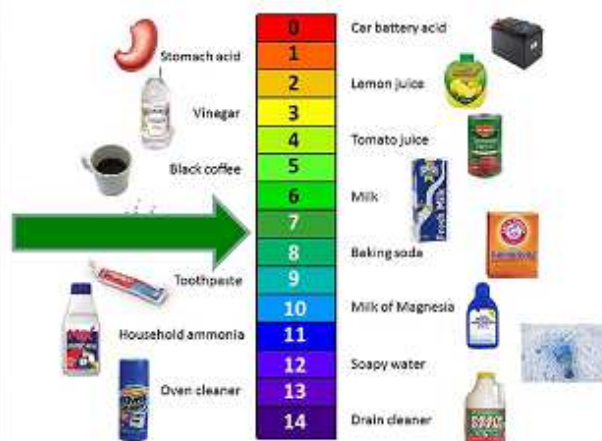 0
Car battery acid
Stomach acid
1
2
Lemon juice
Vinegar
3
4
Tomato juice
Black coffee
5
6
Milk
Fresh Milk
7
8
Baking soda
Toothpaste
9
10
Milk of Magnesia
Household ammonia
11
12
Soapy water
Oven cleaner
13
14
Drain cleaner